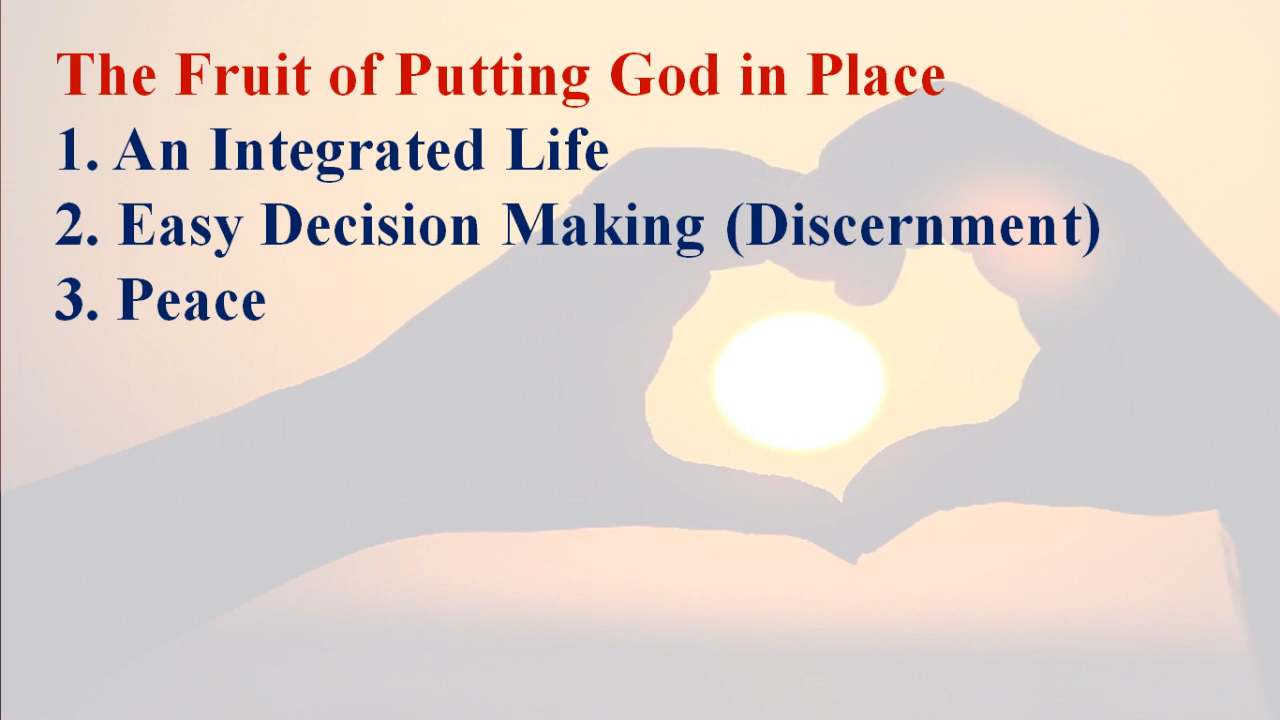 The Fruit of Putting God in Place
1. An Integrated Life
2. Easy Decision Making (Discernment)
3. Peace